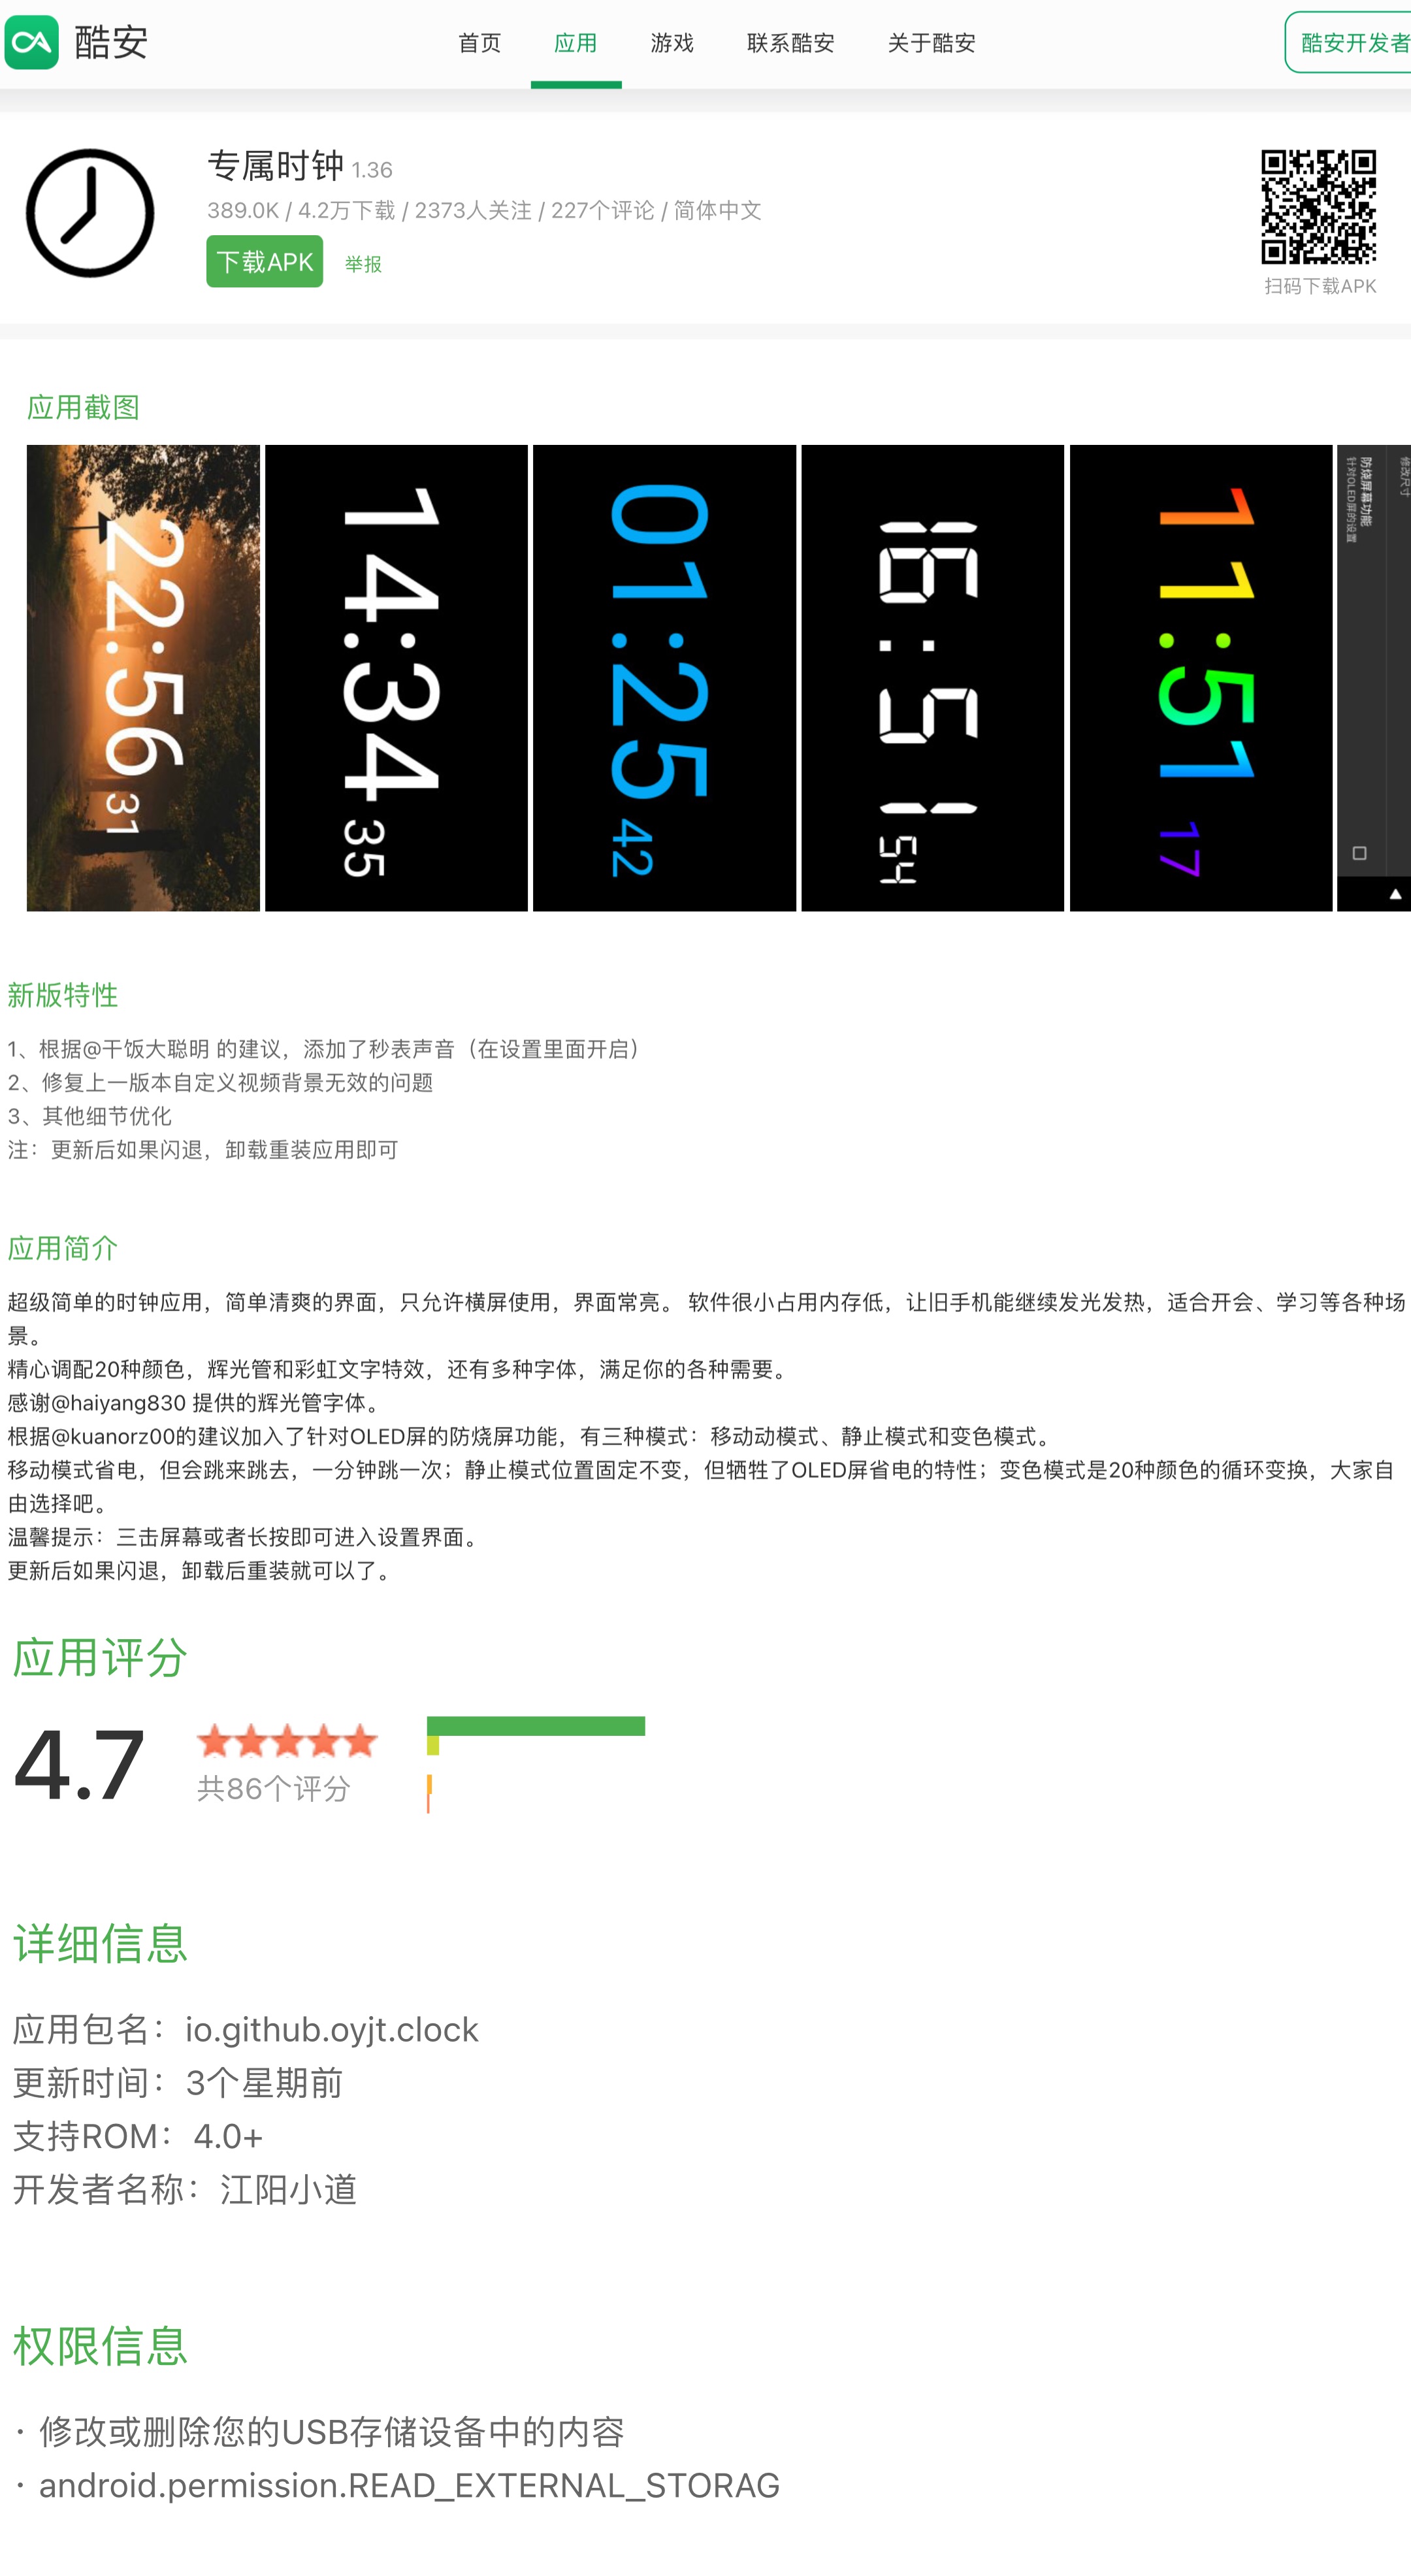 酷安
首页 应用 游戏 联系酷安 关于酷安
酷安开发者
专属时钟 1.36
389.0K / 4.2万下载 / 2373人关注 / 227个评论 / 简体中文
下载APK 举报
扫码下载APK
应用截图
22:56 31
14:34 35
01:25 42
16:51 54
11:51 17
修改尺寸
防烧屏幕功能
针对OLED屏的设置
新版特性
1、根据@干饭大聪明 的建议，添加了秒表声音（在设置里面开启）
2、修复上一版本自定义视频背景无效的问题
3、其他细节优化
注：更新后如果闪退，卸载重装应用即可
应用简介
超级简单的时钟应用，简单清爽的界面，只允许横屏使用，界面常亮。 软件很小占用内存低，让旧手机能继续发光发热，适合开会、学习等各种场
景。
精心调配20种颜色，辉光管和彩虹文字特效，还有多种字体，满足你的各种需要。
感谢@haiyang830 提供的辉光管字体。
根据@kuanorz00的建议加入了针对OLED屏的防烧屏功能，有三种模式：移动动模式、静止模式和变色模式。
移动模式省电，但会跳来跳去，一分钟跳一次；静止模式位置固定不变，但牺牲了OLED屏省电的特性；变色模式是20种颜色的循环变换，大家自
由选择吧。
温馨提示：三击屏幕或者长按即可进入设置界面。
更新后如果闪退，卸载后重装就可以了。
应用评分
4.7
共86个评分
详细信息
应用包名：io.github.oyjt.clock
更新时间：3个星期前
支持ROM：4.0+
开发者名称：江阳小道
权限信息
· 修改或删除您的USB存储设备中的内容
· android.permission.READ_EXTERNAL_STORAG